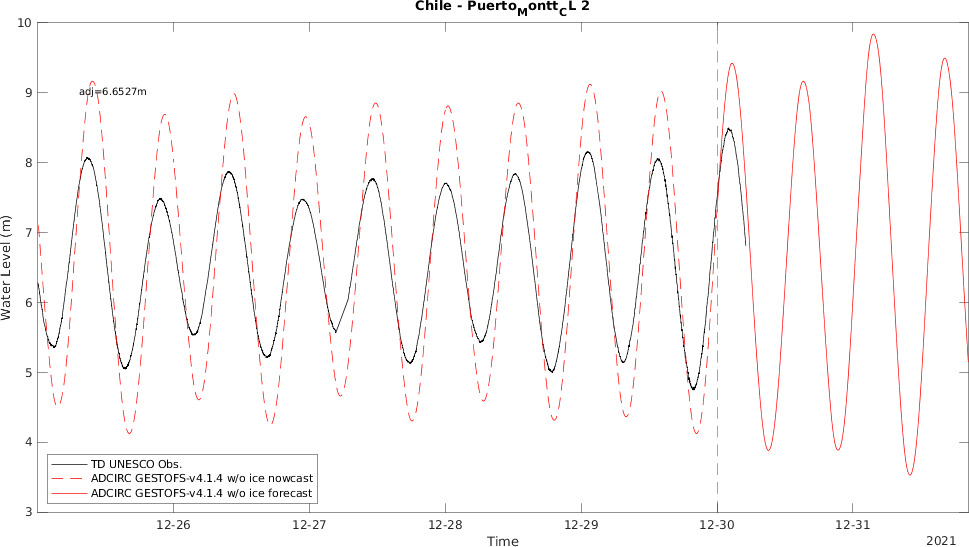 Chile - Puerto_Montt_CL 2
10
9
8
7
6
5
4
3
adj=6.6527m
Water Level (m)
TD UNESCO Obs.
ADCIRC GESTOFS-v4.1.4 w/o ice nowcast
ADCIRC GESTOFS-v4.1.4 w/o ice forecast
12-26
12-27
12-28
12-29
12-30
12-31
Time
2021